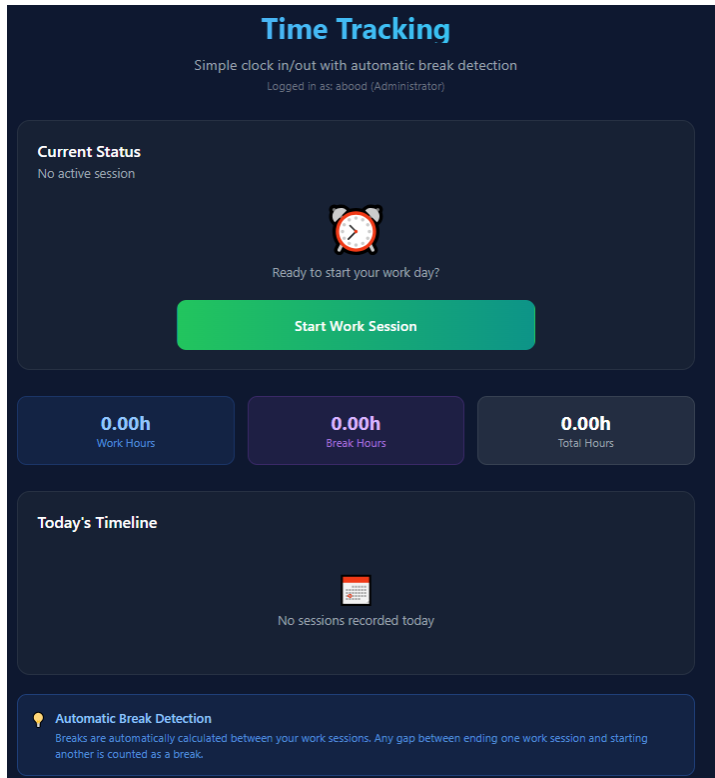 Time Tracking
Simple clock in/out with automatic break detection
Logged in as: abood (Administrator)
Current Status
No active session
Ready to start your work day?
Start Work Session
0.00h
Work Hours
0.00h
Break Hours
0.00h
Total Hours
Today's Timeline
No sessions recorded today
Automatic Break Detection
Breaks are automatically calculated between your work sessions. Any gap between ending one work session and starting
another is counted as a break.